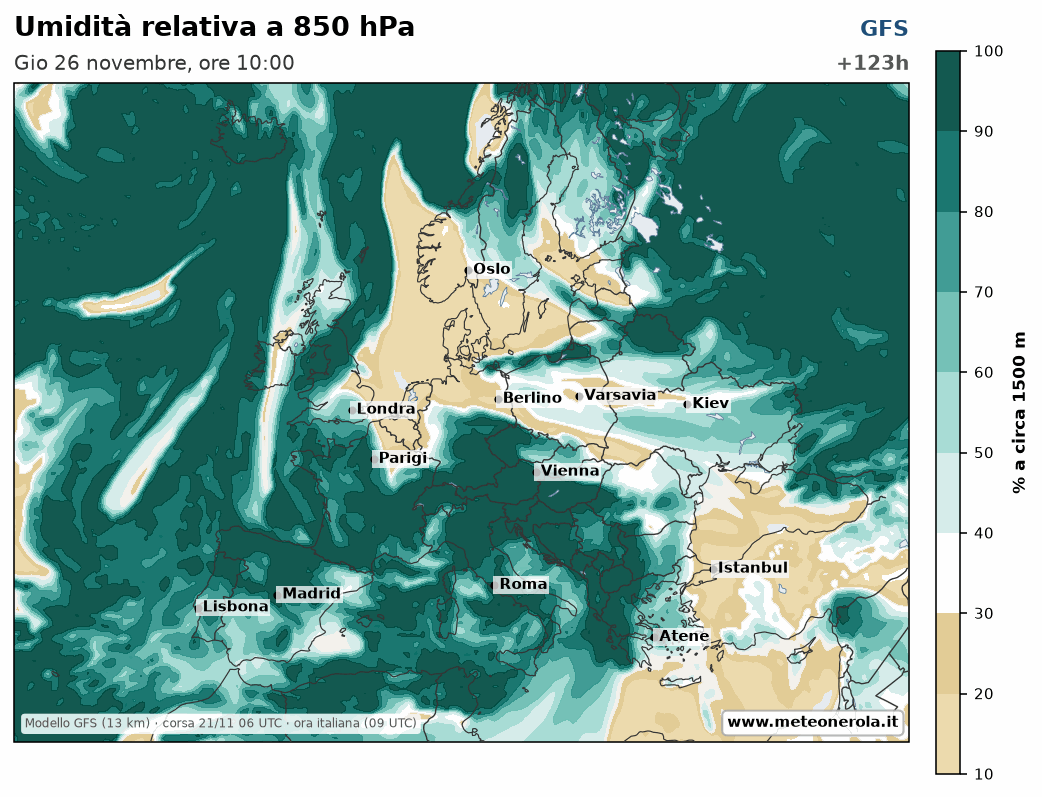 Umidità relativa a 850 hPa
GFS
Gio 26 novembre, ore 10:00
+123h
100
90
80
70
60
50
40
30
20
10
% a circa 1500 m
Oslo
Berlino
Varsavia
Kiev
Londra
Parigi
Vienna
Istanbul
Roma
Madrid
Lisbona
Atene
Modello GFS (13 km) · corsa 21/11 06 UTC · ora italiana (09 UTC)
www.meteonerola.it